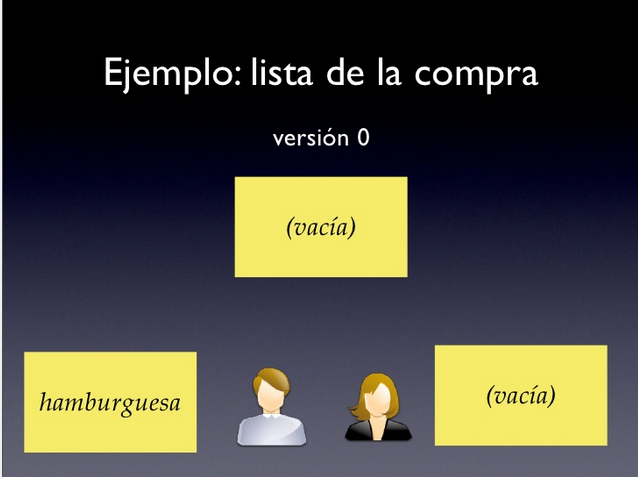 Ejemplo: lista de la compra
versión 0
(vacía)
hamburguesa
(vacía)